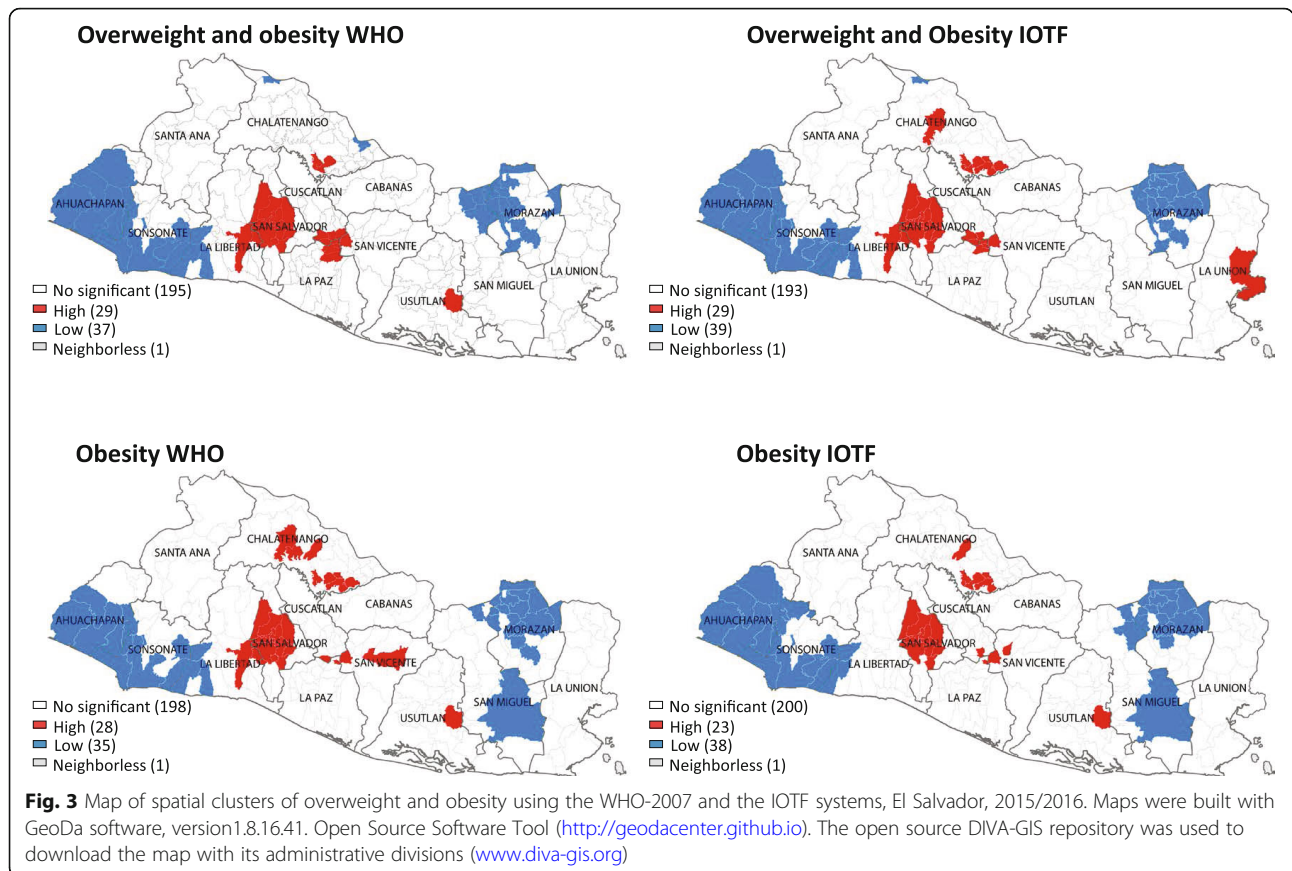 Overweight and obesity WHO
CHALATENANGO
SANTA ANA
CUSCATLAN
CABANAS
AHUACHAPAN
MORAZAN
SONSONATE
SAN SALVADOR
LA LIBERTAD
SAN VICENTE
LA UNION
LA PAZ
SAN MIGUEL
USUTLAN
No significant (195)
High (29)
Low (37)
Neighborless (1)
Overweight and Obesity IOTF
CHALATENANGO
SANTA ANA
CUSCATLAN
CABANAS
AHUACHAPAN
MORAZAN
SONSONATE
SAN SALVADOR
LA LIBERTAD
SAN VICENTE
LA UNION
LA PAZ
SAN MIGUEL
USUTLAN
No significant (193)
High (29)
Low (39)
Neighborless (1)
Obesity WHO
CHALATENANGO
SANTA ANA
CUSCATLAN
CABANAS
AHUACHAPAN
MORAZAN
SONSONATE
SAN SALVADOR
LA LIBERTAD
SAN VICENTE
LA UNION
LA PAZ
SAN MIGUEL
USUTLAN
No significant (198)
High (28)
Low (35)
Neighborless (1)
Obesity IOTF
CHALATENANGO
SANTA ANA
CUSCATLAN
CABANAS
AHUACHAPAN
MORAZAN
SONSONATE
SAN SALVADOR
LA LIBERTAD
SAN VICENTE
LA UNION
LA PAZ
SAN MIGUEL
USUTLAN
No significant (200)
High (23)
Low (38)
Neighborless (1)
Fig. 3 Map of spatial clusters of overweight and obesity using the WHO-2007 and the IOTF systems, El Salvador, 2015/2016. Maps were built with
GeoDa software, version1.8.16.41. Open Source Software Tool (http://geodacenter.github.io). The open source DIVA-GIS repository was used to
download the map with its administrative divisions (www.diva-gis.org)